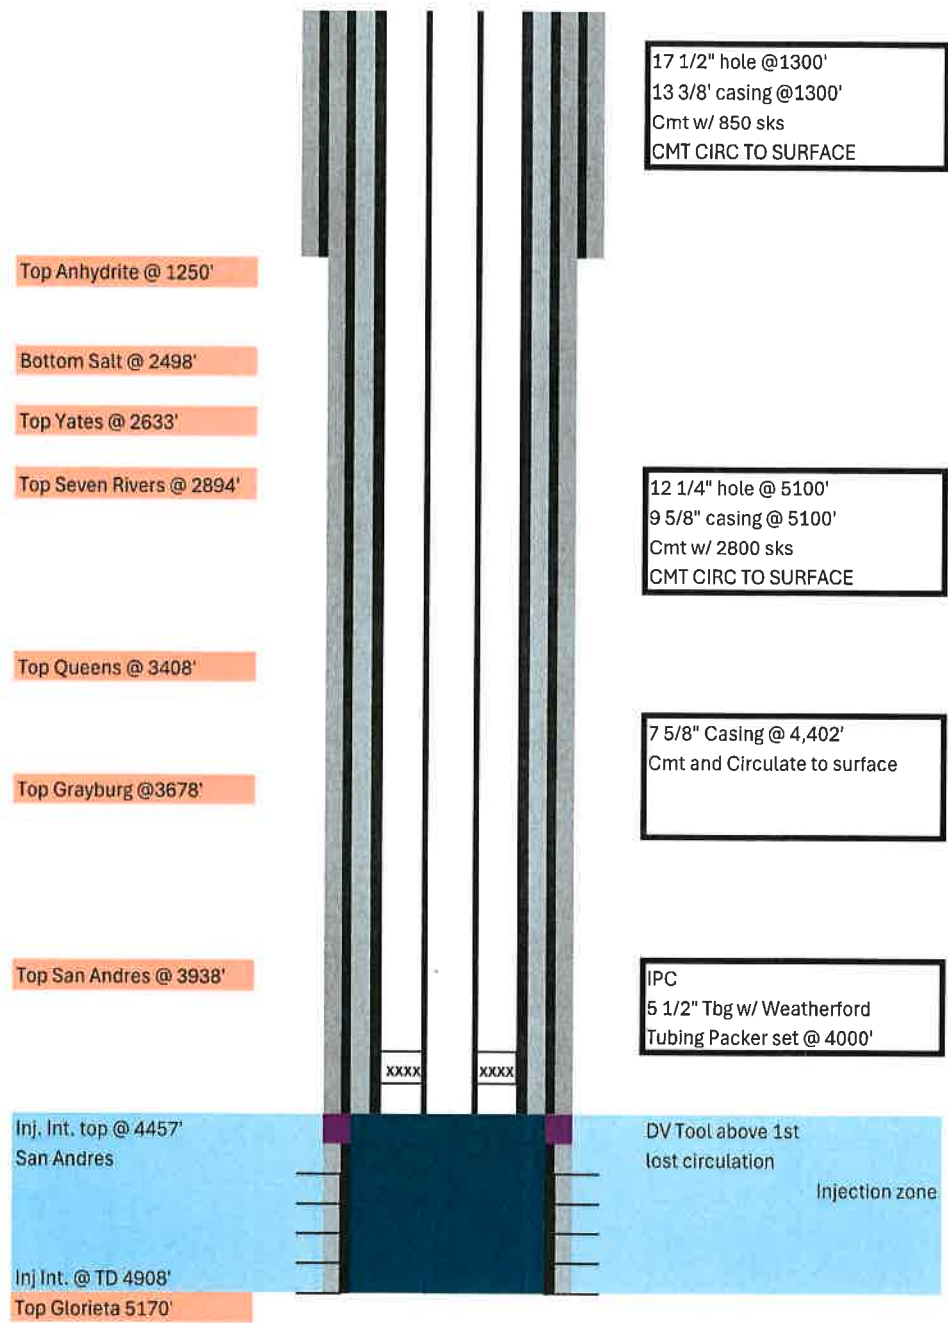 17 1/2" hole @1300'
13 3/8' casing @1300'
Cmt w/ 850 sks
CMT CIRC TO SURFACE
Top Anhydrite @ 1250'
Bottom Salt @ 2498'
Top Yates @ 2633'
Top Seven Rivers @ 2894'
12 1/4" hole @ 5100'
9 5/8" casing @ 5100'
Cmt w/ 2800 sks
CMT CIRC TO SURFACE
Top Queens @ 3408'
7 5/8" Casing @ 4,402'
Cmt and Circulate to surface
Top Grayburg @3678'
Top San Andres @ 3938'
IPC
5 1/2" Tbg w/ Weatherford
Tubing Packer set @ 4000'
XXXX XXXX
Inj. Int. top @ 4457'
San Andres
DV Tool above 1st
lost circulation
Injection zone
Inj Int. @ TD 4908'
Top Glorieta 5170'